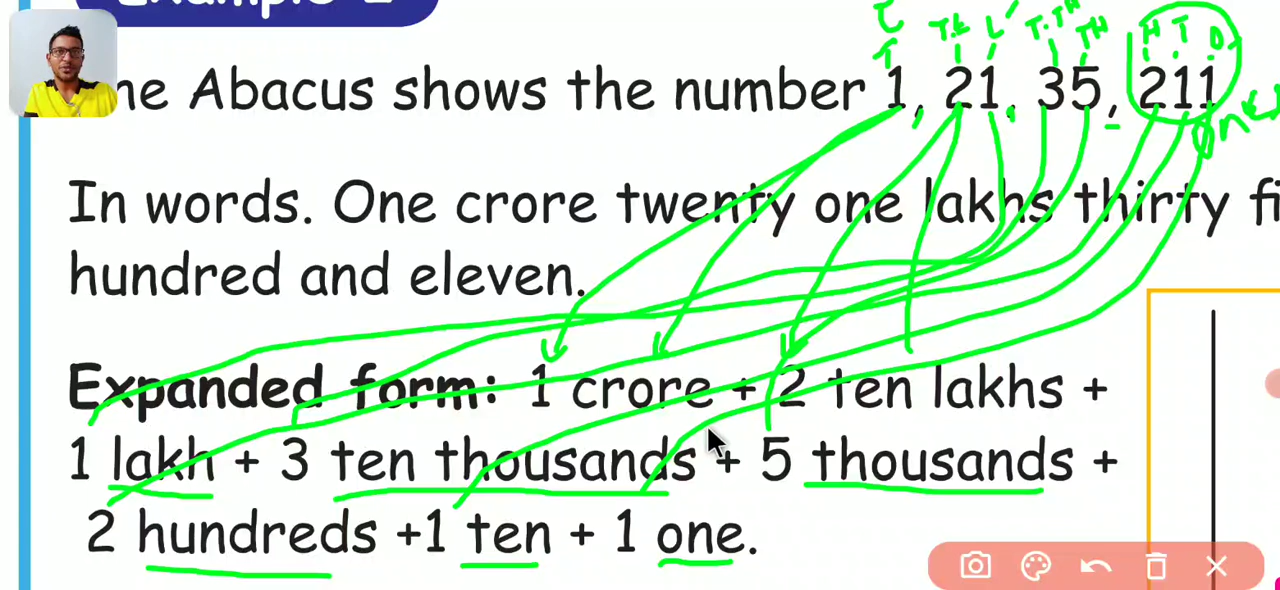 Example
he Abacus shows the number 1, 21, 35, 211
C T.L L T.TH TH H T O
ones
In words. One crore twenty one lakhs thirty fi
hundred and eleven.
Expanded form: 1 crore + 2 ten lakhs +
1 lakh + 3 ten thousands + 5 thousands +
2 hundreds +1 ten + 1 one.